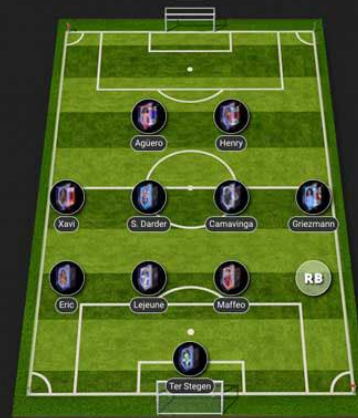 Agüero
Henry
Xavi
S. Darder
Camavinga
Griezmann
Eric
Lejeune
Maffeo
RB
Ter Stegen